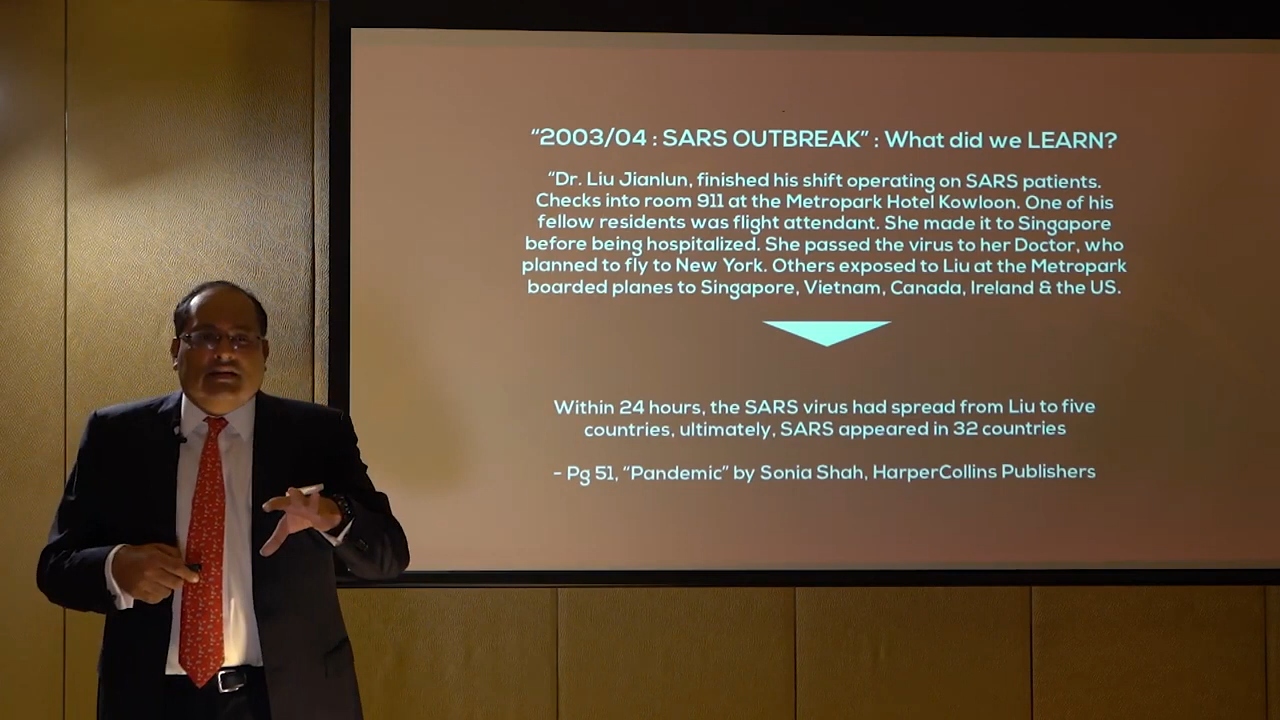 "2003/04 : SARS OUTBREAK" : What did we LEARN?
"Dr. Liu Jianlun, finished his shift operating on SARS patients.
Checks into room 911 at the Metropark Hotel Kowloon. One of his
fellow residents was flight attendant. She made it to Singapore
before being hospitalized. She passed the virus to her Doctor, who
planned to fly to New York. Others exposed to Liu at the Metropark
boarded planes to Singapore, Vietnam, Canada, Ireland & the US.
Within 24 hours, the SARS virus had spread from Liu to five
countries, ultimately, SARS appeared in 32 countries
- Pg 51, "Pandemic" by Sonia Shah, HarperCollins Publishers